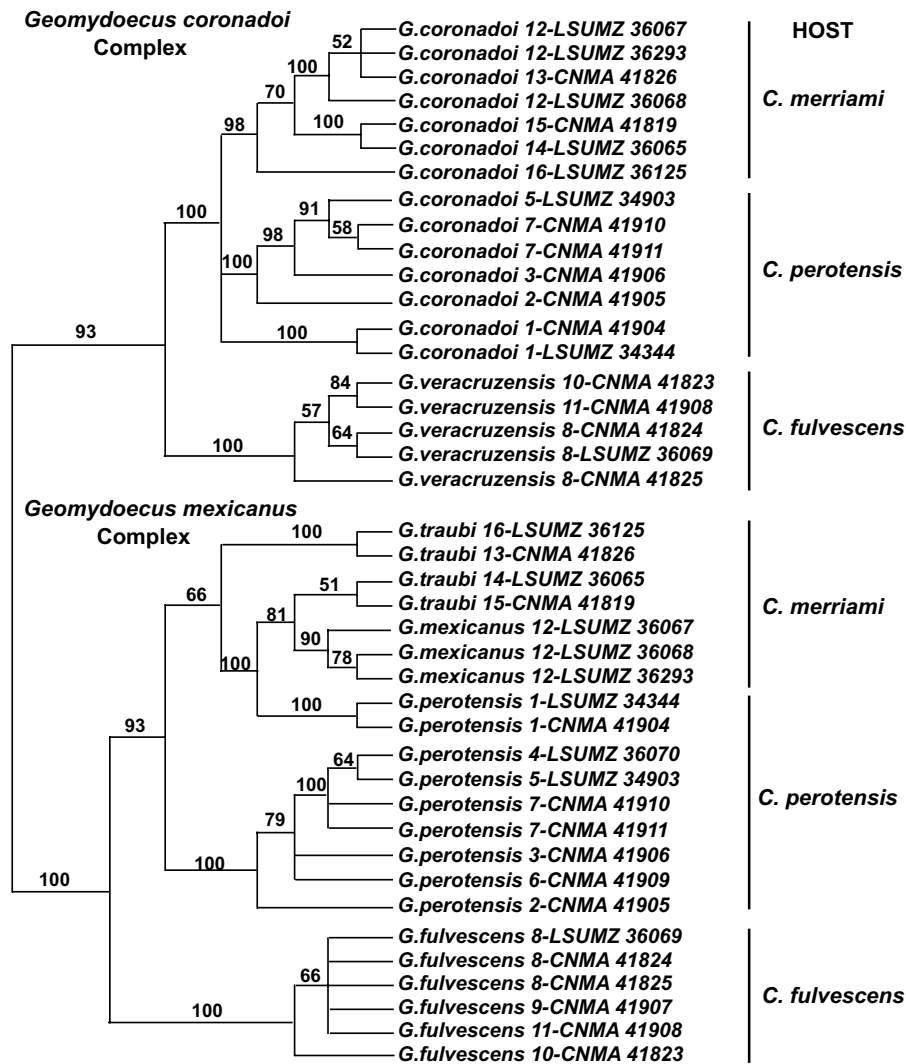 Geomydoecus coronadoi
Complex
HOST
G.coronadoi 12-LSUMZ 36067
52
G.coronadoi 12-LSUMZ 36293
100
G.coronadoi 13-CNMA 41826
70
G.coronadoi 12-LSUMZ 36068
C. merriami
98
100
G.coronadoi 15-CNMA 41819
G.coronadoi 14-LSUMZ 36065
G.coronadoi 16-LSUMZ 36125
100
G.coronadoi 5-LSUMZ 34903
91
G.coronadoi 7-CNMA 41910
98
58
G.coronadoi 7-CNMA 41911
100
G.coronadoi 3-CNMA 41906
C. perotensis
G.coronadoi 2-CNMA 41905
93
100
G.coronadoi 1-CNMA 41904
G.coronadoi 1-LSUMZ 34344
84
G.veracruzensis 10-CNMA 41823
57
G.veracruzensis 11-CNMA 41908
64
G.veracruzensis 8-CNMA 41824
C. fulvescens
100
G.veracruzensis 8-LSUMZ 36069
G.veracruzensis 8-CNMA 41825
Geomydoecus mexicanus
Complex
100
G.traubi 16-LSUMZ 36125
G.traubi 13-CNMA 41826
66
51
G.traubi 14-LSUMZ 36065
81
G.traubi 15-CNMA 41819
C. merriami
90
G.mexicanus 12-LSUMZ 36067
100
78
G.mexicanus 12-LSUMZ 36068
G.mexicanus 12-LSUMZ 36293
100
G.perotensis 1-LSUMZ 34344
93
G.perotensis 1-CNMA 41904
64
G.perotensis 4-LSUMZ 36070
100
G.perotensis 5-LSUMZ 34903
G.perotensis 7-CNMA 41910
C. perotensis
79
G.perotensis 7-CNMA 41911
100
G.perotensis 3-CNMA 41906
100
G.perotensis 6-CNMA 41909
G.perotensis 2-CNMA 41905
G.fulvescens 8-LSUMZ 36069
G.fulvescens 8-CNMA 41824
66
G.fulvescens 8-CNMA 41825
C. fulvescens
100
G.fulvescens 9-CNMA 41907
G.fulvescens 11-CNMA 41908
G.fulvescens 10-CNMA 41823